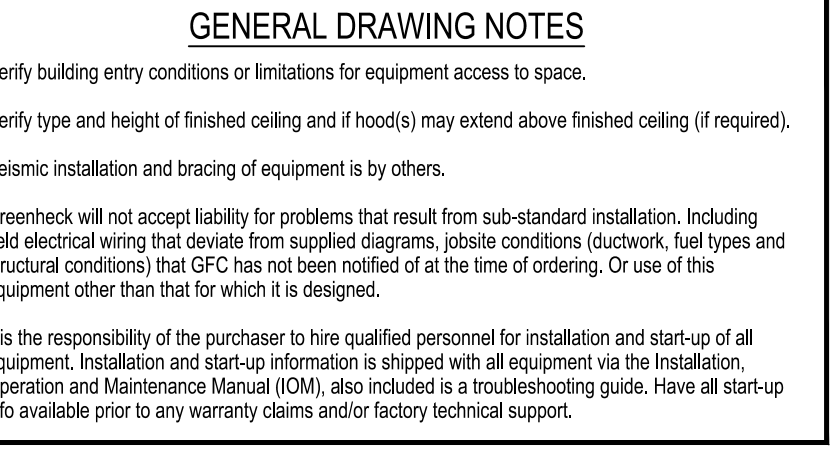 GENERAL DRAWING NOTES
erify building entry conditions or limitations for equipment access to space.
erify type and height of finished ceiling and if hood(s) may extend above finished ceiling (if required).
eismic installation and bracing of equipment is by others.
reenheck will not accept liability for problems that result from sub-standard installation. Including
eld electrical wiring that deviate from supplied diagrams, jobsite conditions (ductwork, fuel types and
ructural conditions) that GFC has not been notified of at the time of ordering. Or use of this
quipment other than that for which it is designed.
is the responsibility of the purchaser to hire qualified personnel for installation and start-up of all
quipment. Installation and start-up information is shipped with all equipment via the Installation,
peration and Maintenance Manual (IOM), also included is a troubleshooting guide. Have all start-up
fo available prior to any warranty claims and/or factory technical support.